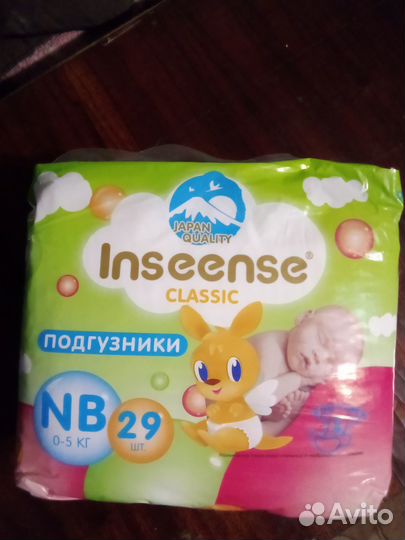 JAPAN
QUALITY
Inseense®
CLASSIC
ПОДГУЗНИКИ
NB
0-5 КГ
29
ШТ.
Avito